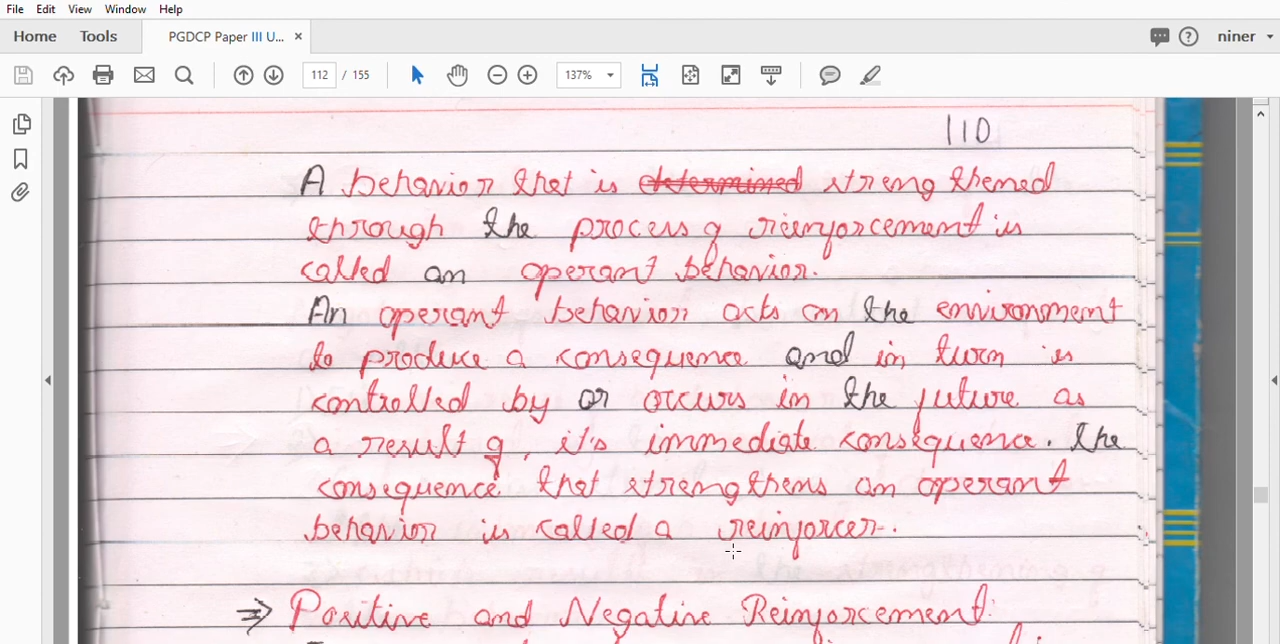 File Edit View Window Help
Home Tools PGDCP Paper III U... × niner
112 / 155 137%
110
A behavior that is determined strengthened
through the process of reinforcement is
called an operant behavior.
An operant behavior acts on the environment
to produce a consequence and in turn is
controlled by or occurs in the future as
a result of, it's immediate consequence. the
consequence that strengthens an operant
behavior is called a reinforcer.
⇒ Positive and Negative Reinforcement: